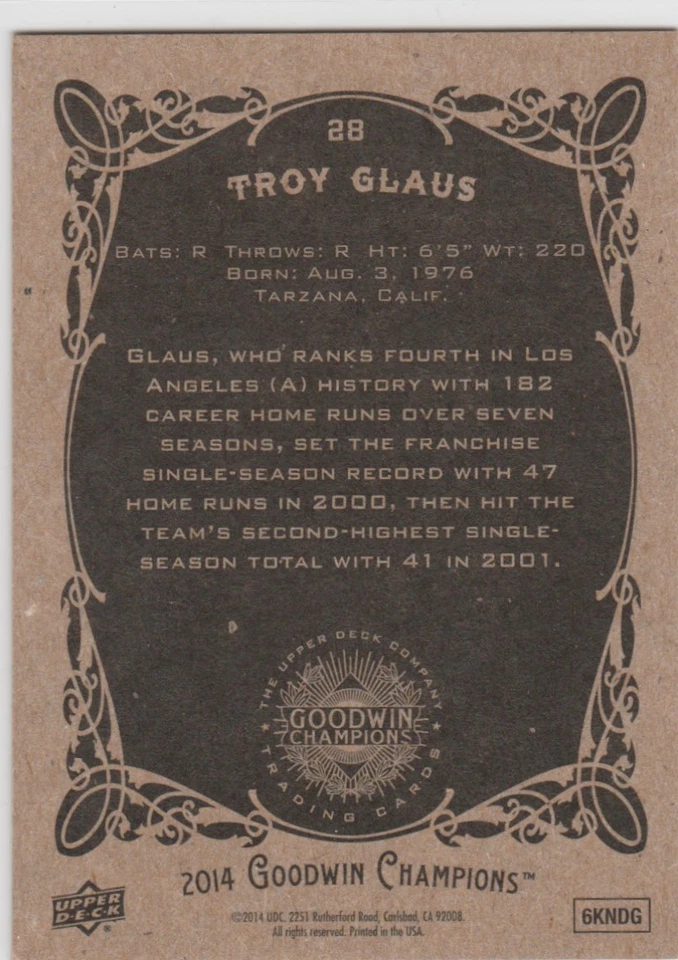 28
TROY GLAUS
BATS: R THROWS: R HT: 6'5" WT: 220
BORN: AUG. 3, 1976
TARZANA, CALIF.
GLAUS, WHO RANKS FOURTH IN LOS
ANGELES (A) HISTORY WITH 182
CAREER HOME RUNS OVER SEVEN
SEASONS, SET THE FRANCHISE
SINGLE-SEASON RECORD WITH 47
HOME RUNS IN 2000, THEN HIT THE
TEAM'S SECOND-HIGHEST SINGLE-
SEASON TOTAL WITH 41 IN 2001.
THE UPPER DECK COMPANY
GOODWIN
CHAMPIONS
TRADING CARDS
2014 GOODWIN CHAMPIONS™
UPPER
D·E·C·K
®
©2014 UDC. 2251 Rutherford Road, Carlsbad, CA 92008.
All rights reserved. Printed in the USA.
6KNDG